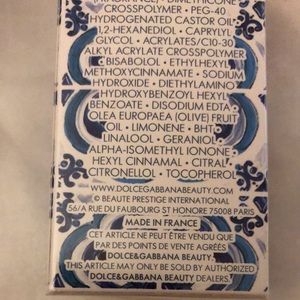 DIMETHICONE
CROSSPOLYMER • PEG-40
HYDROGENATED CASTOR OIL
1,2-HEXANEDIOL • CAPRYLYL
GLYCOL • ACRYLATES/C10-30
ALKYL ACRYLATE CROSSPOLYMER
BISABOLOL • ETHYLHEXYL
METHOXYCINNAMATE • SODIUM
HYDROXIDE • DIETHYLAMINO
HYDROXYBENZOYL HEXYL
BENZOATE • DISODIUM EDTA
OLEA EUROPAEA (OLIVE) FRUIT
OIL • LIMONENE • BHT
LINALOOL • GERANIOL
ALPHA-ISOMETHYL IONONE
HEXYL CINNAMAL • CITRAL
CITRONELLOL • TOCOPHEROL
WWW.DOLCEGABBANABEAUTY.COM
© BEAUTE PRESTIGE INTERNATIONAL
56/A RUE DU FAUBOURG ST HONORE 75008 PARIS
MADE IN FRANCE
CET ARTICLE NE PEUT ÊTRE VENDU QUE
PAR DES POINTS DE VENTE AGRÉÉS
DOLCE&GABBANA BEAUTY.
THIS ARTICLE MAY ONLY BE SOLD BY AUTHORIZED
DOLCE&GABBANA BEAUTY DEALERS.